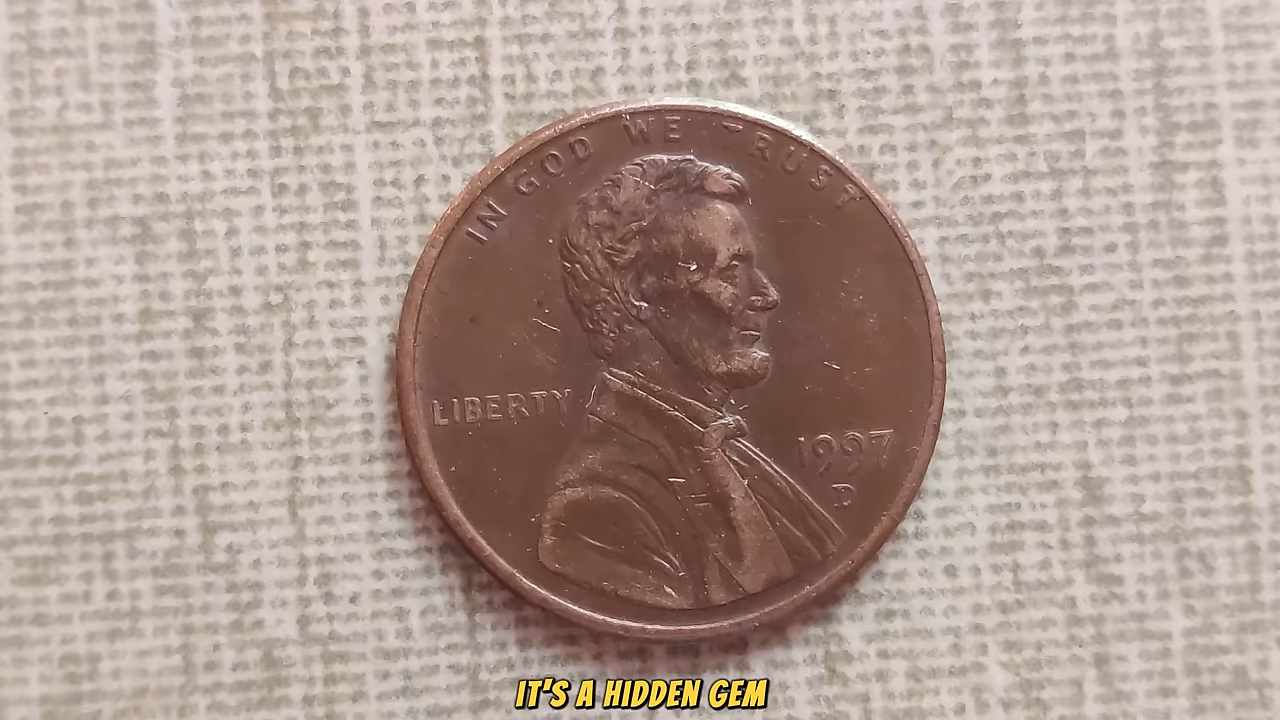 IN GOD WE TRUST
LIBERTY
1997
D
IT'S A HIDDEN GEM